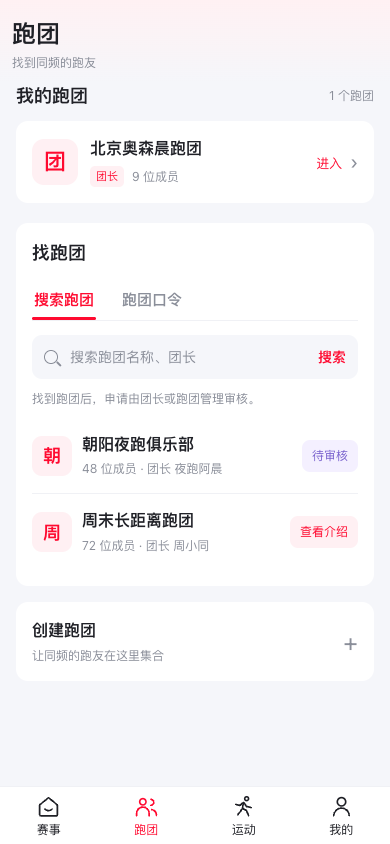 跑团
找到同频的跑友
我的跑团
1 个跑团
团
北京奥森晨跑团
团长
9 位成员
进入
找跑团
搜索跑团
跑团口令
搜索跑团名称、团长
搜索
找到跑团后，申请由团长或跑团管理审核。
朝
朝阳夜跑俱乐部
48 位成员 · 团长 夜跑阿晨
待审核
周
周末长距离跑团
72 位成员 · 团长 周小同
查看介绍
创建跑团
让同频的跑友在这里集合
赛事
跑团
运动
我的